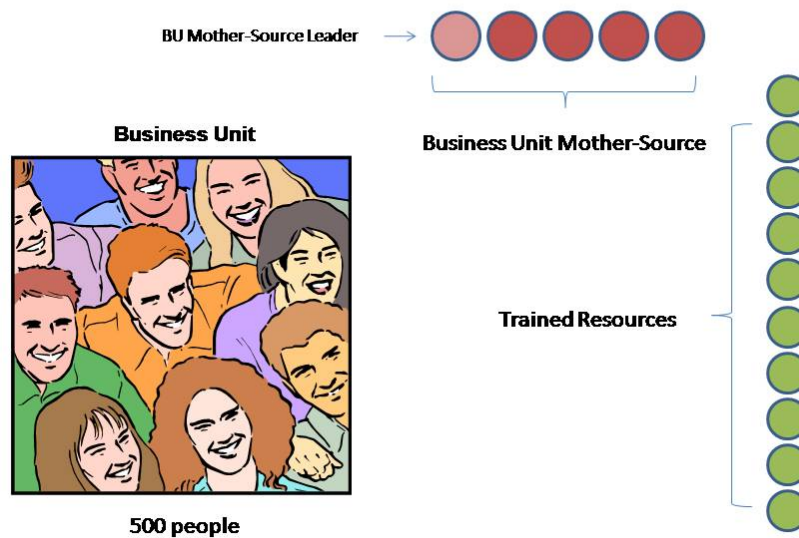 BU Mother-Source Leader
Business Unit
Business Unit Mother-Source
Trained Resources
500 people